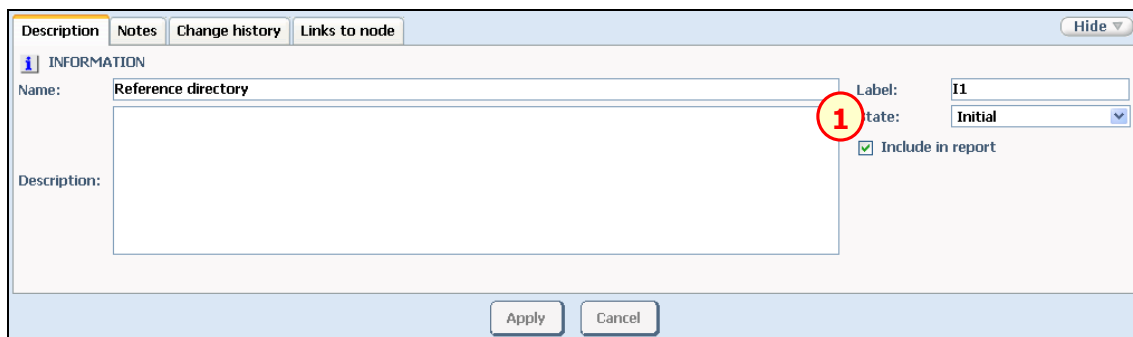 Description Notes Change history Links to node Hide
i INFORMATION
Name: Reference directory Label: I1
1 State: Initial
Include in report
Description:
Apply Cancel